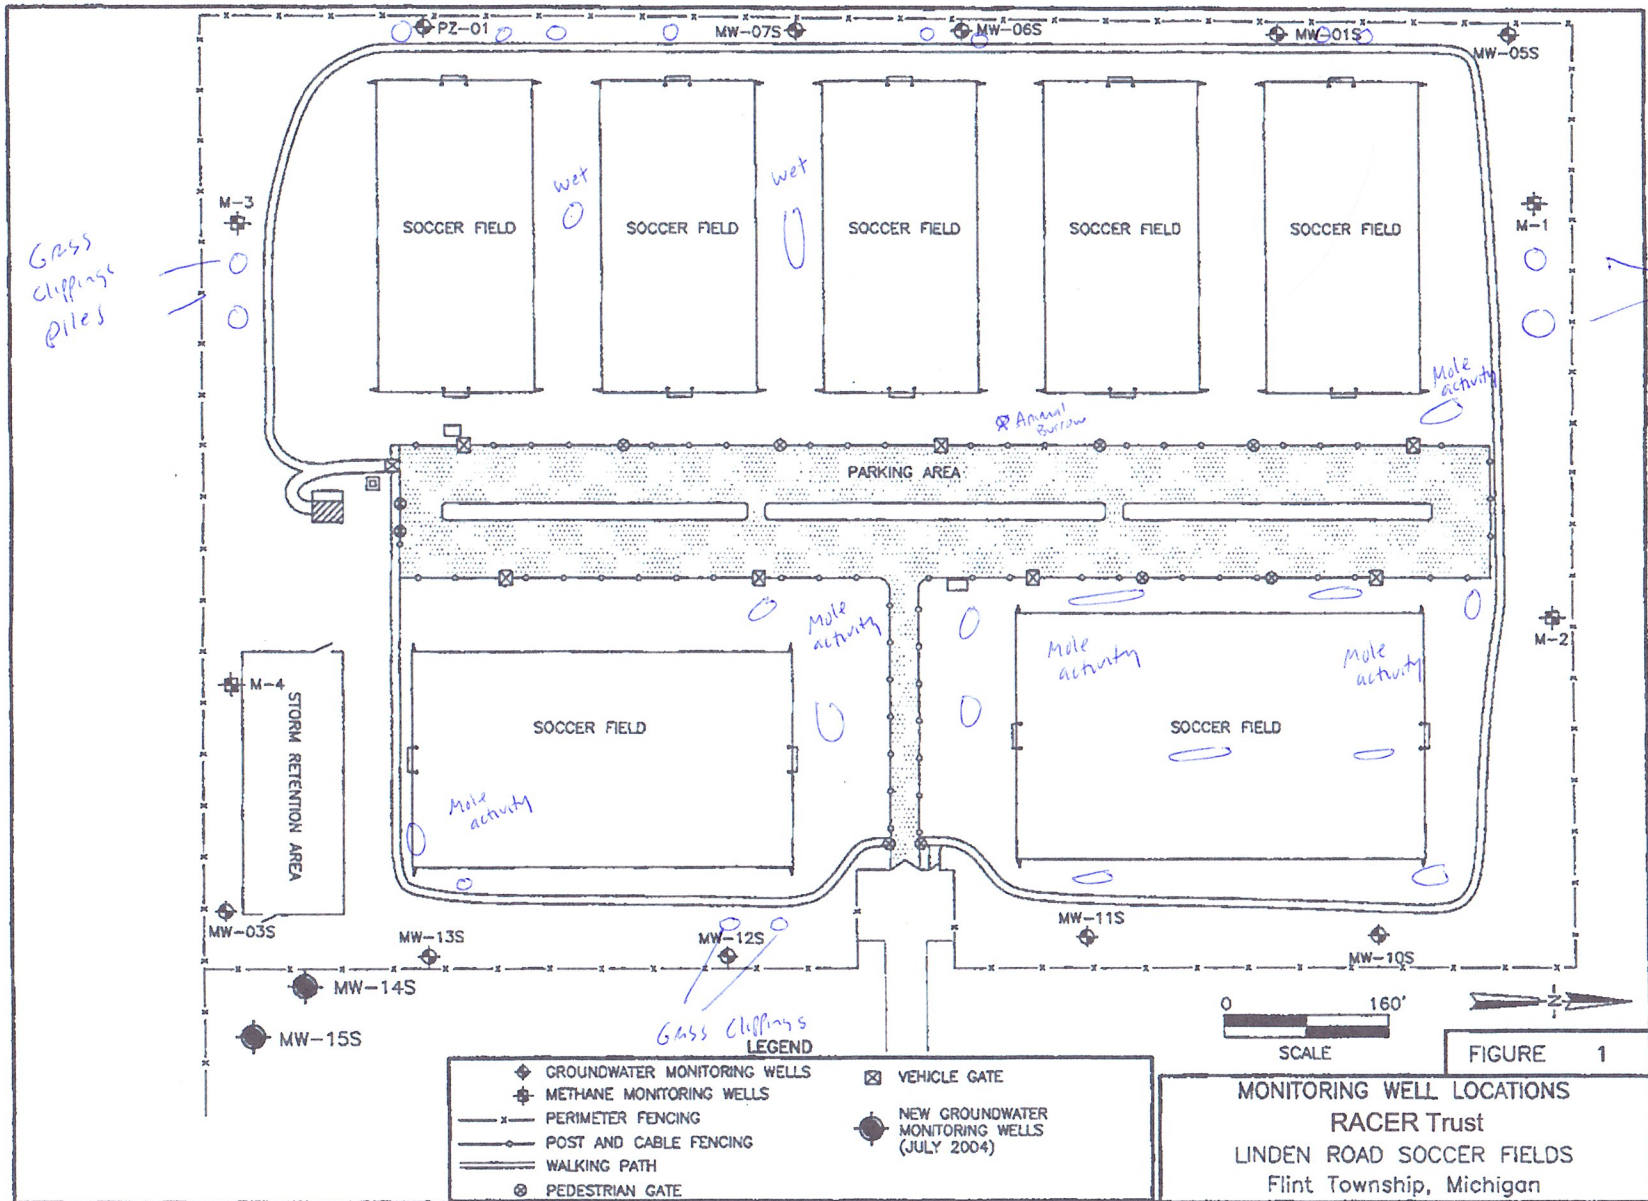 PZ-01
MW-07S
MW-06S
MW-01S
MW-05S
M-3
wet
wet
M-1
SOCCER FIELD
SOCCER FIELD
SOCCER FIELD
SOCCER FIELD
SOCCER FIELD
Grass
Clippings
Piles
Mole
activity
Animal
Burrow
PARKING AREA
Mole
activity
Mole
activity
Mole
activity
M-2
M-4
STORM RETENTION AREA
SOCCER FIELD
SOCCER FIELD
Mole
activity
MW-03S
MW-13S
MW-12S
MW-11S
MW-10S
MW-14S
MW-15S
Grass Clippings
0 160'
SCALE
N
FIGURE 1
LEGEND
GROUNDWATER MONITORING WELLS
METHANE MONITORING WELLS
PERIMETER FENCING
POST AND CABLE FENCING
WALKING PATH
PEDESTRIAN GATE
VEHICLE GATE
NEW GROUNDWATER
MONITORING WELLS
(JULY 2004)
MONITORING WELL LOCATIONS
RACER Trust
LINDEN ROAD SOCCER FIELDS
Flint Township, Michigan